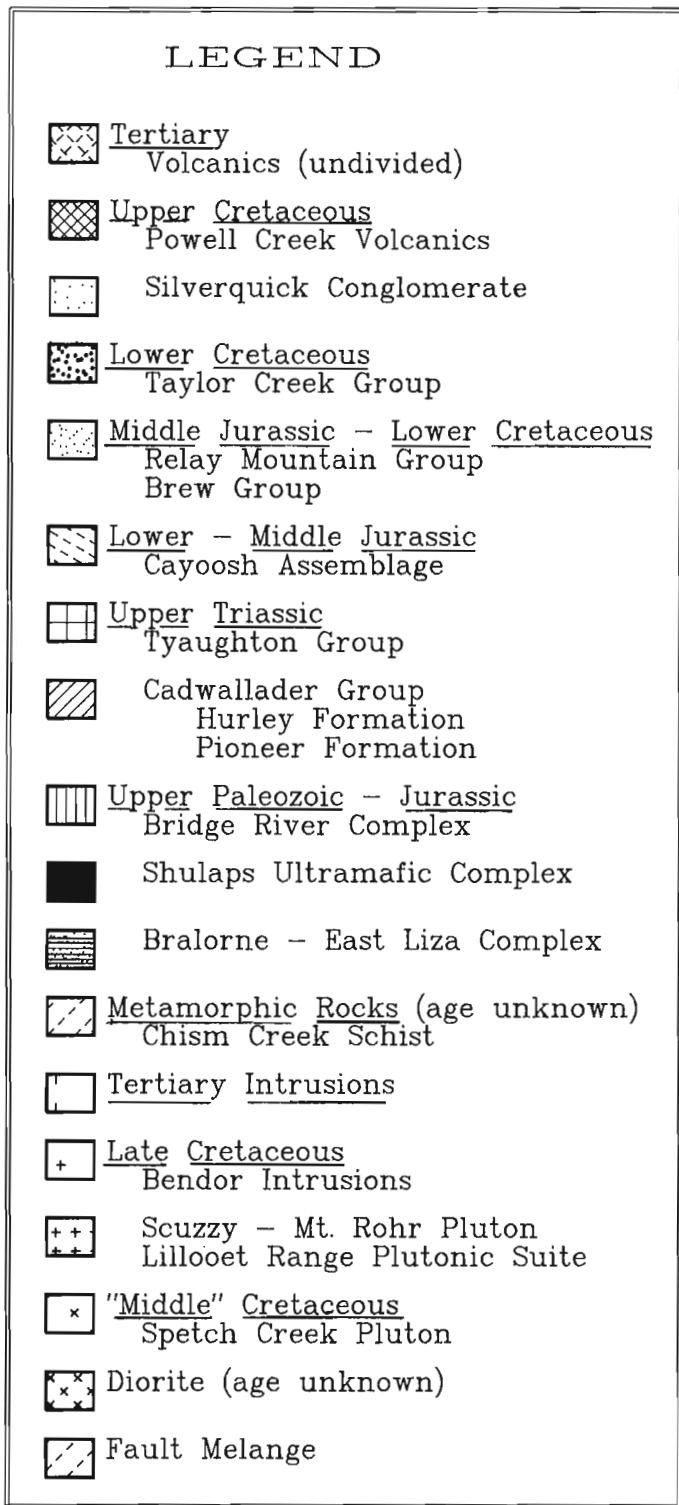 LEGEND
Tertiary
Volcanics (undivided)
Upper Cretaceous
Powell Creek Volcanics
Silverquick Conglomerate
Lower Cretaceous
Taylor Creek Group
Middle Jurassic - Lower Cretaceous
Relay Mountain Group
Brew Group
Lower - Middle Jurassic
Cayoosh Assemblage
Upper Triassic
Tyaughton Group
Cadwallader Group
Hurley Formation
Pioneer Formation
Upper Paleozoic - Jurassic
Bridge River Complex
Shulaps Ultramafic Complex
Bralorne - East Liza Complex
Metamorphic Rocks (age unknown)
Chism Creek Schist
Tertiary Intrusions
Late Cretaceous
Bendor Intrusions
Scuzzy - Mt. Rohr Pluton
Lillooet Range Plutonic Suite
"Middle" Cretaceous
Spetch Creek Pluton
Diorite (age unknown)
Fault Melange